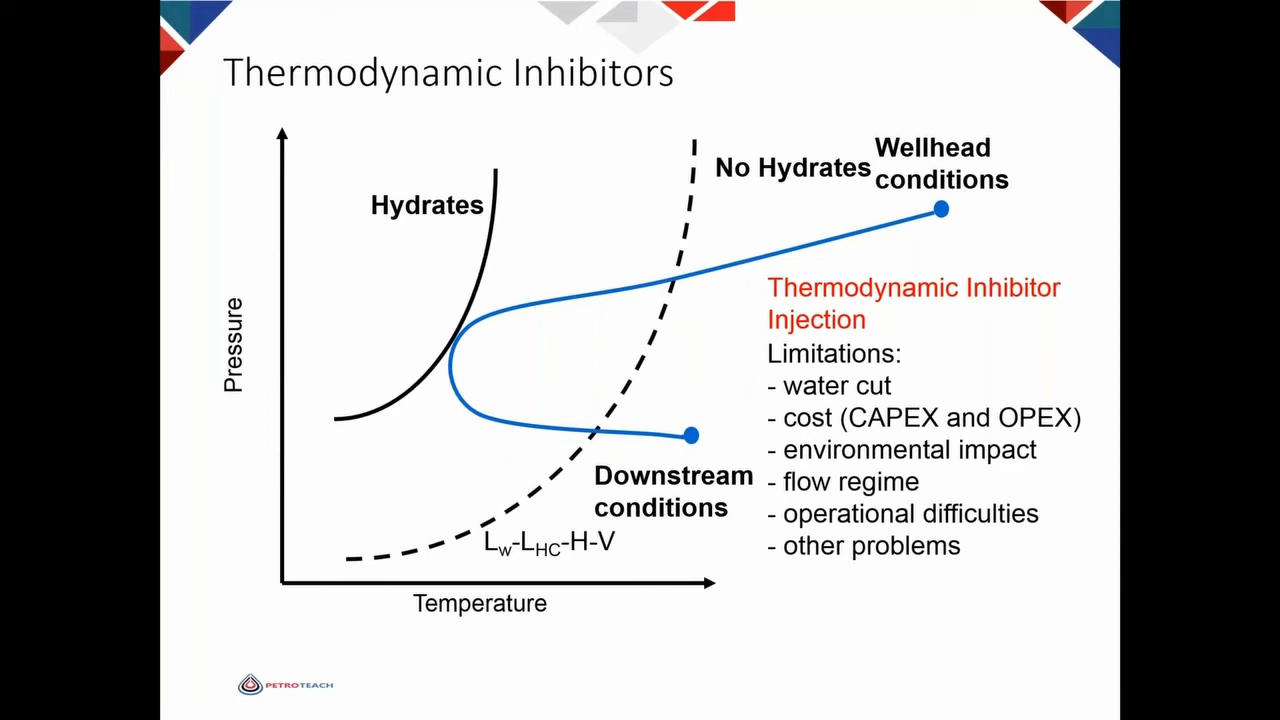 Thermodynamic Inhibitors
Wellhead
conditions
No Hydrates
Hydrates
Thermodynamic Inhibitor
Injection
Limitations:
- water cut
- cost (CAPEX and OPEX)
- environmental impact
- flow regime
- operational difficulties
- other problems
Pressure
Downstream
conditions
Lw-LHC-H-V
Temperature
PETROTEACH